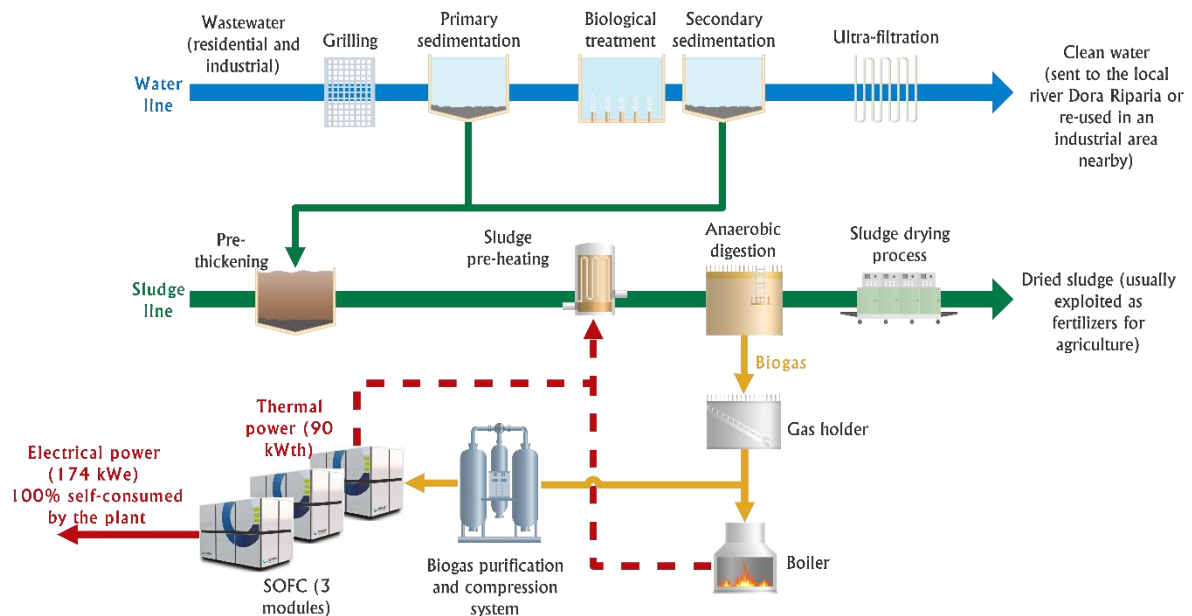 Wastewater
(residential and
industrial)
Grilling
Primary
sedimentation
Biological
treatment
Secondary
sedimentation
Ultra-filtration
Clean water
(sent to the local
river Dora Riparia or
re-used in an
industrial area
nearby)
Water
line
Pre-
thickening
Sludge
pre-heating
Anaerobic
digestion
Sludge drying
process
Sludge
line
Dried sludge (usually
exploited as
fertilizers for
agriculture)
Biogas
Gas holder
Thermal
power (90
kWth)
Electrical power
(174 kWe)
100% self-consumed
by the plant
SOFC (3
modules)
Biogas purification
and compression
system
Boiler